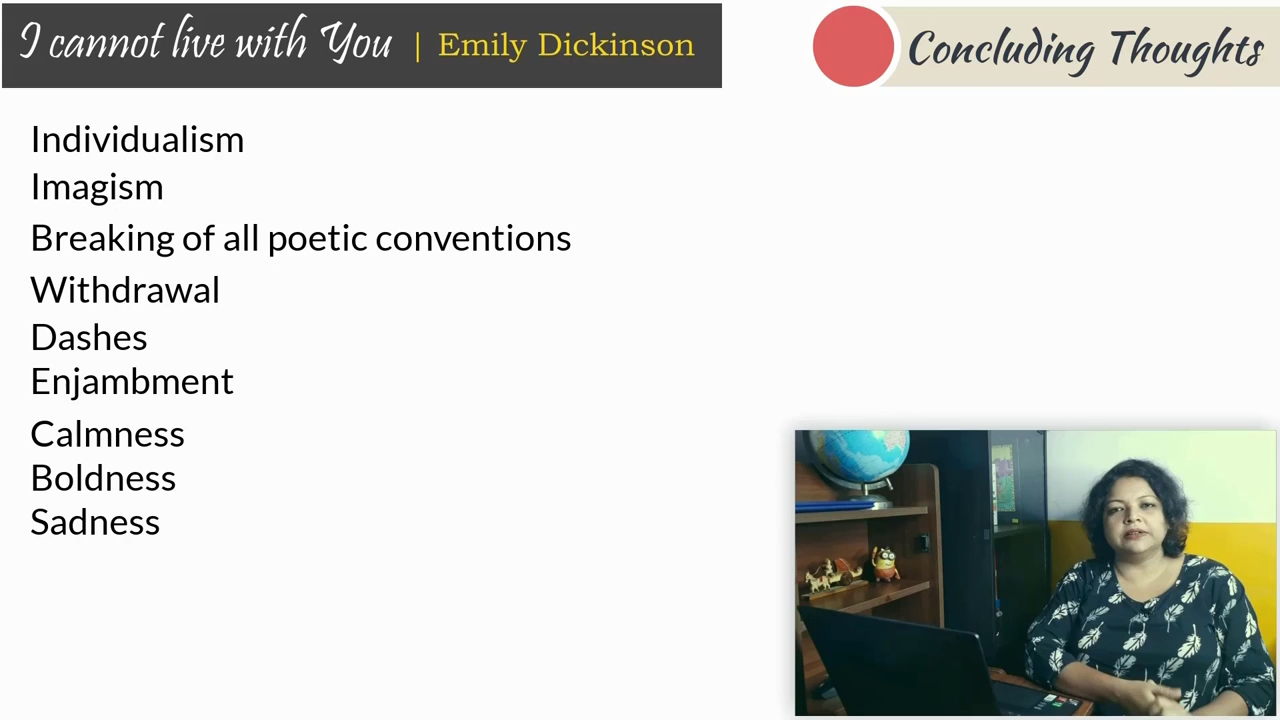 I cannot live with You | Emily Dickinson
Concluding Thoughts
Individualism
Imagism
Breaking of all poetic conventions
Withdrawal
Dashes
Enjambment
Calmness
Boldness
Sadness